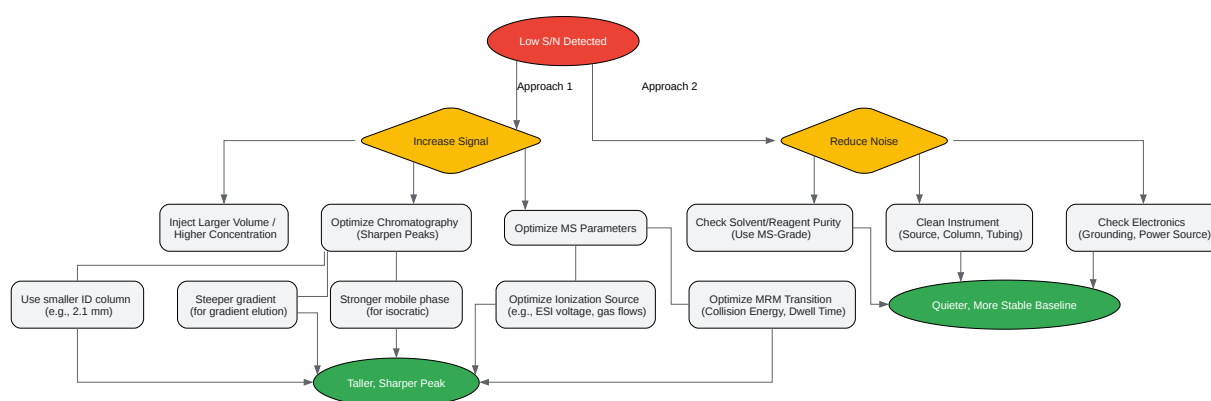 Low S/N Detected
Approach 1
Approach 2
Increase Signal
Reduce Noise
Inject Larger Volume /
Higher Concentration
Optimize Chromatography
(Sharpen Peaks)
Optimize MS Parameters
Check Solvent/Reagent Purity
(Use MS-Grade)
Clean Instrument
(Source, Column, Tubing)
Check Electronics
(Grounding, Power Source)
Use smaller ID column
(e.g., 2.1 mm)
Steeper gradient
(for gradient elution)
Stronger mobile phase
(for isocratic)
Optimize Ionization Source
(e.g., ESI voltage, gas flows)
Optimize MRM Transition
(Collision Energy, Dwell Time)
Quieter, More Stable Baseline
Taller, Sharper Peak